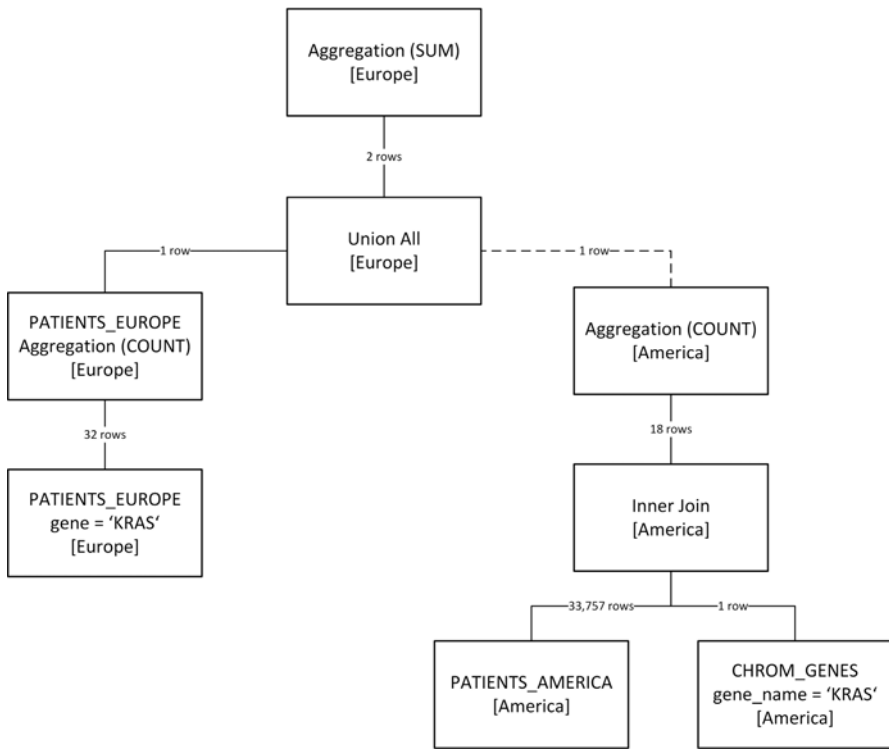 Aggregation (SUM)
[Europe]
2 rows
Union All
[Europe]
1 row
1 row
PATIENTS_EUROPE
Aggregation (COUNT)
[Europe]
Aggregation (COUNT)
[America]
32 rows
18 rows
PATIENTS_EUROPE
gene = ‘KRAS‘
[Europe]
Inner Join
[America]
33,757 rows
1 row
PATIENTS_AMERICA
[America]
CHROM_GENES
gene_name = ‘KRAS‘
[America]